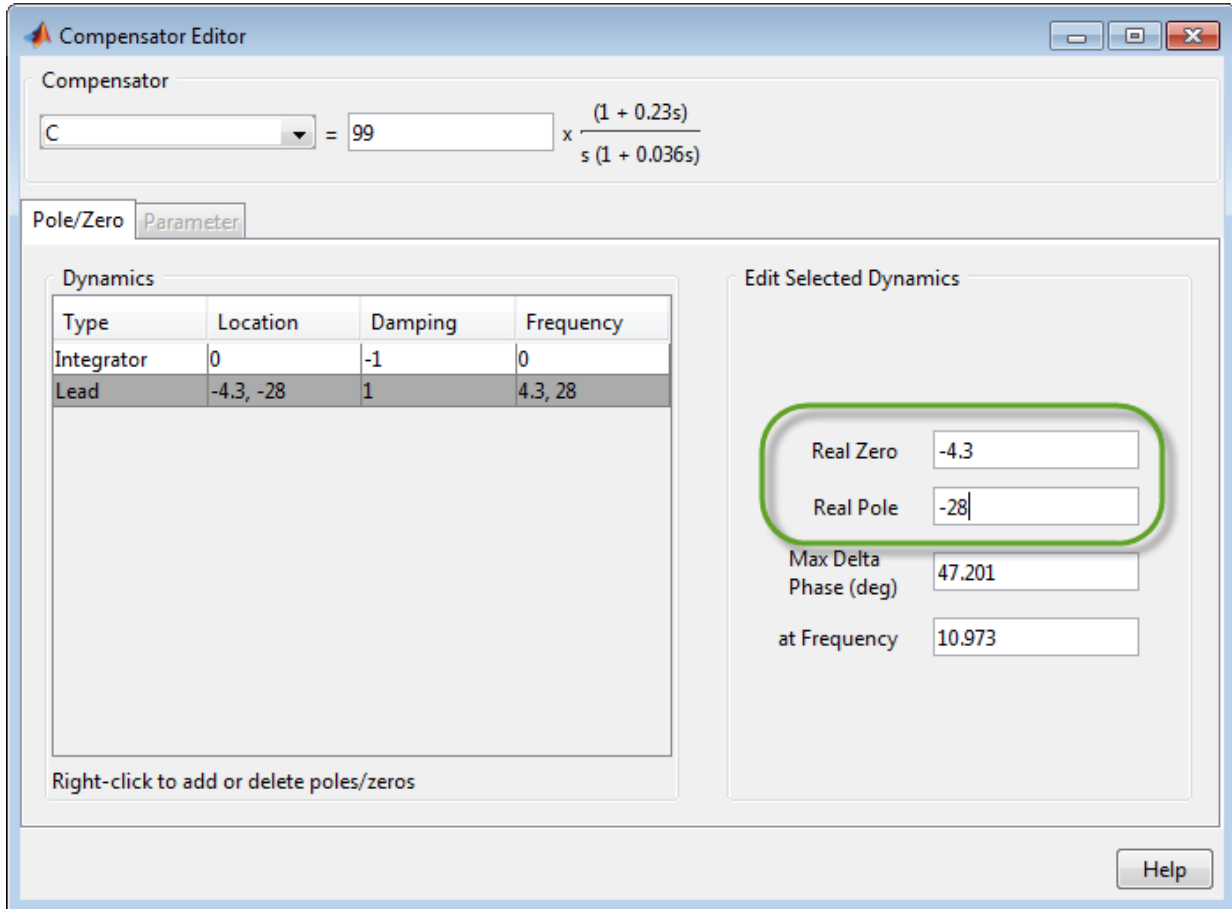 Compensator Editor
Compensator
C = 99 x (1 + 0.23s)
s (1 + 0.036s)
Pole/Zero Parameter
Dynamics
Type Location Damping Frequency
Integrator 0 -1 0
Lead -4.3, -28 1 4.3, 28
Right-click to add or delete poles/zeros
Edit Selected Dynamics
Real Zero -4.3
Real Pole -28
Max Delta
Phase (deg) 47.201
at Frequency 10.973
Help